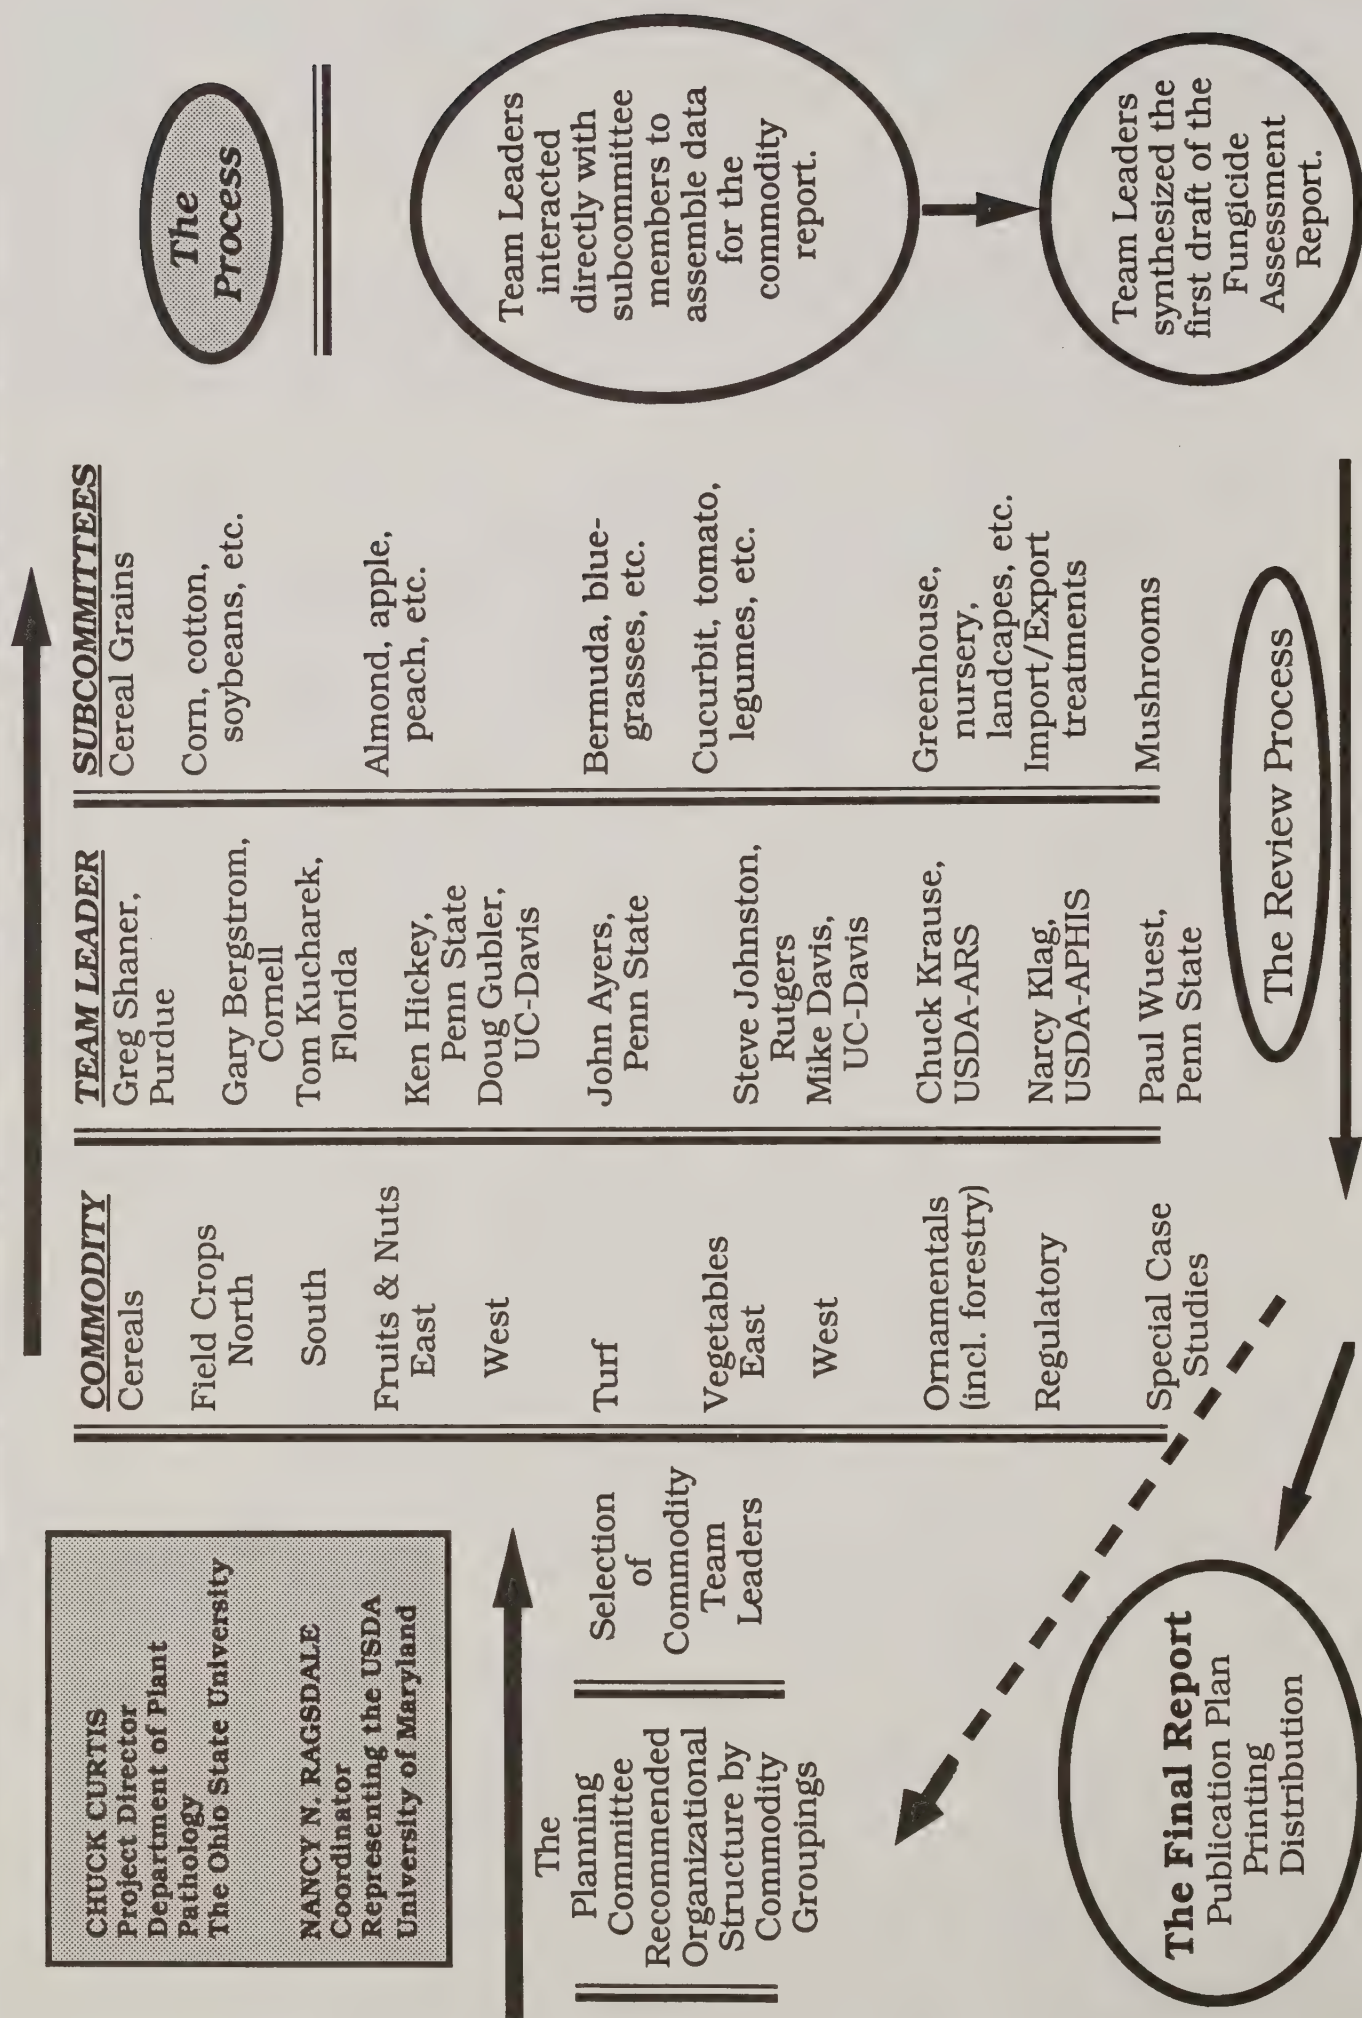 CHUCK CURTIS
Project Director
Department of Plant
Pathology
The Ohio State University
NANCY N. RAGSDALE
Coordinator
Representing the USDA
University of Maryland
The
Planning
Committee
Recommended
Organizational
Structure by
Commodity
Groupings
Selection
of
Commodity
Team
Leaders
COMMODITY
Cereals
Field Crops
North
South
Fruits & Nuts
East
West
Turf
Vegetables
East
West
Ornamentals
(incl. forestry)
Regulatory
Special Case
Studies
TEAM LEADER
Greg Shaner,
Purdue
Gary Bergstrom,
Cornell
Tom Kucharek,
Florida
Ken Hickey,
Penn State
Doug Gubler,
UC-Davis
John Ayers,
Penn State
Steve Johnston,
Rutgers
Mike Davis,
UC-Davis
Chuck Krause,
USDA-ARS
Narcy Klag,
USDA-APHIS
Paul Wuest,
Penn State
SUBCOMMITTEES
Cereal Grains
Corn, cotton,
soybeans, etc.
Almond, apple,
peach, etc.
Bermuda, blue-
grasses, etc.
Cucurbit, tomato,
legumes, etc.
Greenhouse,
nursery,
landcapes, etc.
Import/Export
treatments
Mushrooms
The
Process
Team Leaders
interacted
directly with
subcommittee
members to
assemble data
for the
commodity
report.
Team Leaders
synthesized the
first draft of the
Fungicide
Assessment
Report.
The Review Process
The Final Report
Publication Plan
Printing
Distribution